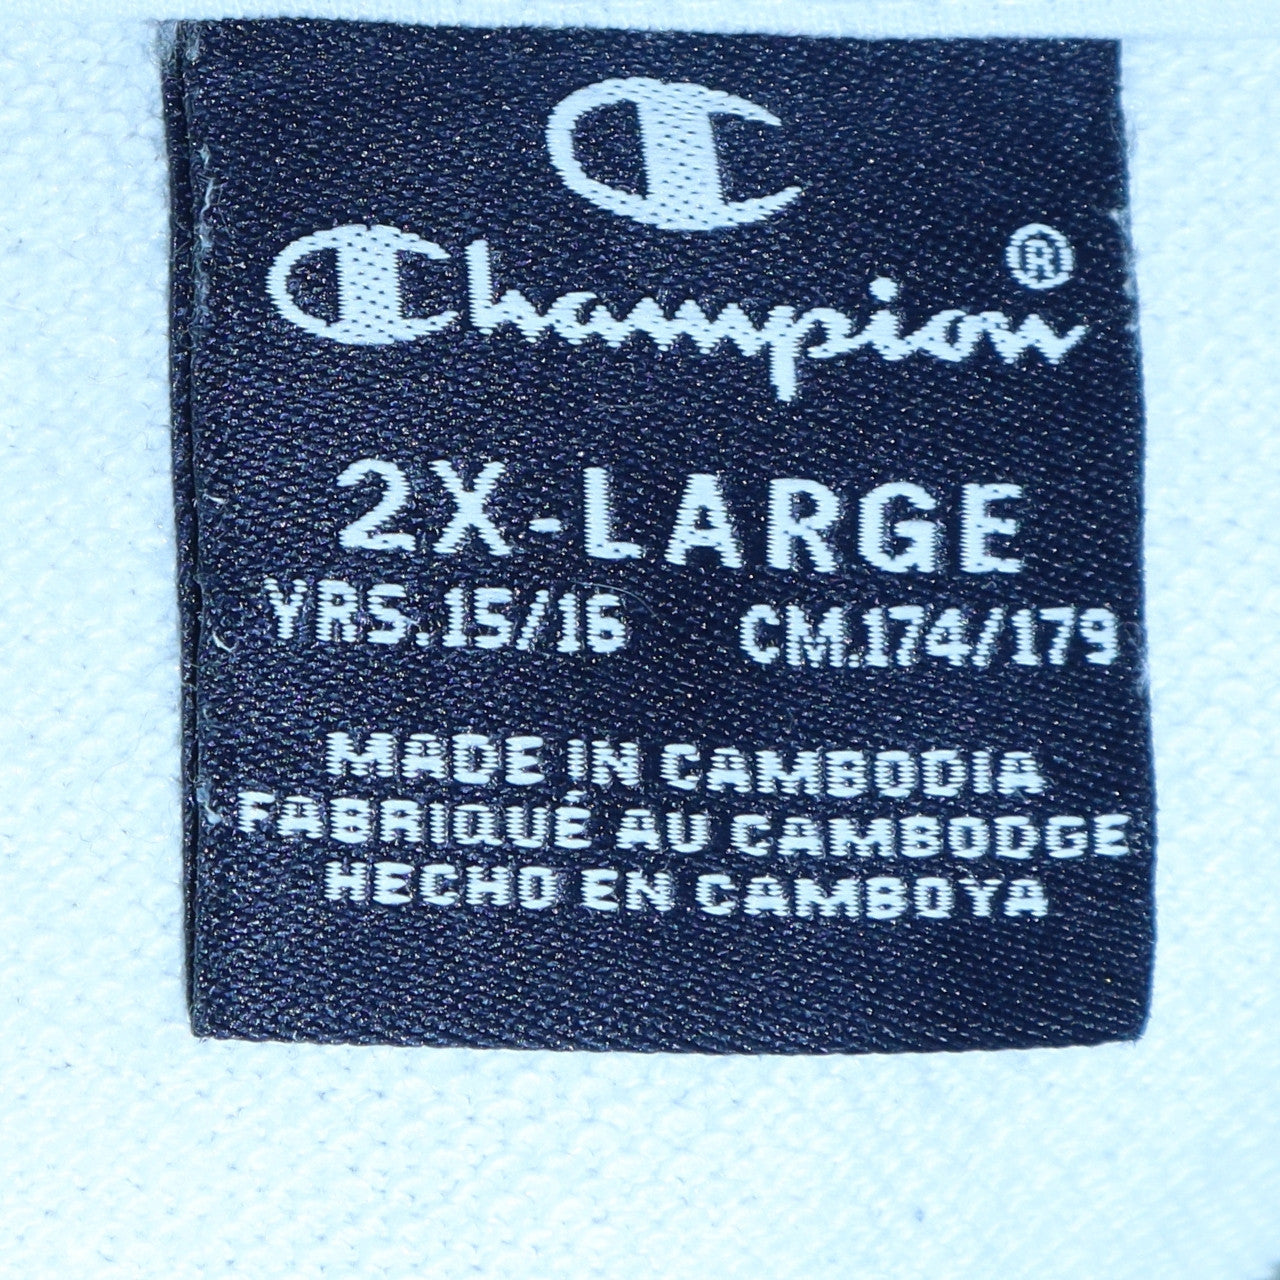 C
Champion®
2X-LARGE
YRS.15/16 CM.174/179
MADE IN CAMBODIA
FABRIQUÉ AU CAMBODGE
HECHO EN CAMBOYA